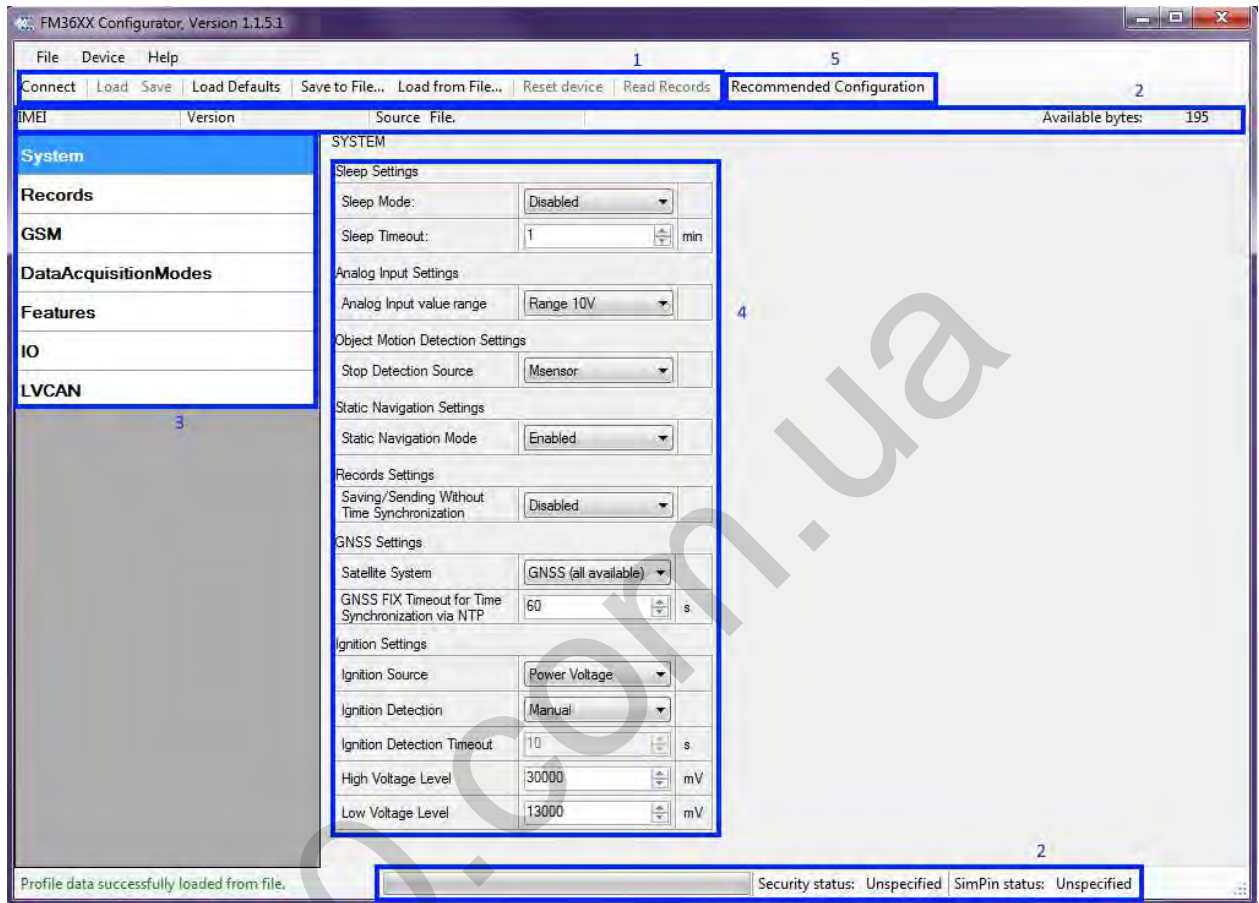 FM36XX Configurator, Version 1.1.5.1
File Device Help
1 5
Connect Load Save Load Defaults Save to File... Load from File... Reset device Read Records Recommended Configuration
2
IMEI Version Source File. Available bytes: 195
System
Records
GSM
DataAcquisitionModes
Features
IO
LVCAN
3
SYSTEM
Sleep Settings
Sleep Mode: Disabled
Sleep Timeout: 1 min
Analog Input Settings
Analog Input value range Range 10V
4
Object Motion Detection Settings
Stop Detection Source Msensor
Static Navigation Settings
Static Navigation Mode Enabled
Records Settings
Saving/Sending Without
Time Synchronization Disabled
GNSS Settings
Satellite System GNSS (all available)
GNSS FIX Timeout for Time
Synchronization via NTP 60 s
Ignition Settings
Ignition Source Power Voltage
Ignition Detection Manual
Ignition Detection Timeout 10 s
High Voltage Level 30000 mV
Low Voltage Level 13000 mV
2
Profile data successfully loaded from file. Security status: Unspecified SimPin status: Unspecified
.com.ua